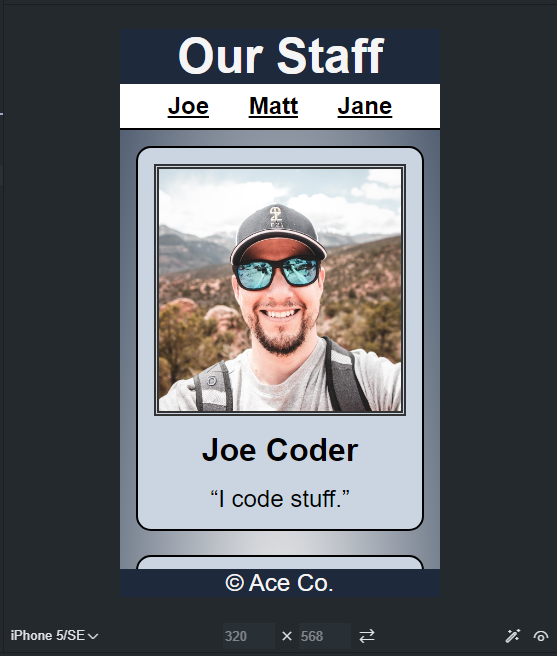 Our Staff
Joe Matt Jane
Joe Coder
“I code stuff.”
© Ace Co.
iPhone 5/SE 320 × 568